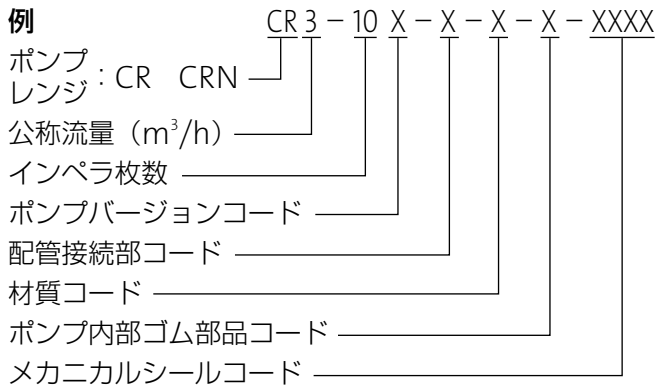 例 CR 3 – 10 X – X – X – X – XXXX
ポンプ
レンジ : CR CRN
公称流量（m³/h）
インペラ枚数
ポンプバージョンコード
配管接続部コード
材質コード
ポンプ内部ゴム部品コード
メカニカルシールコード